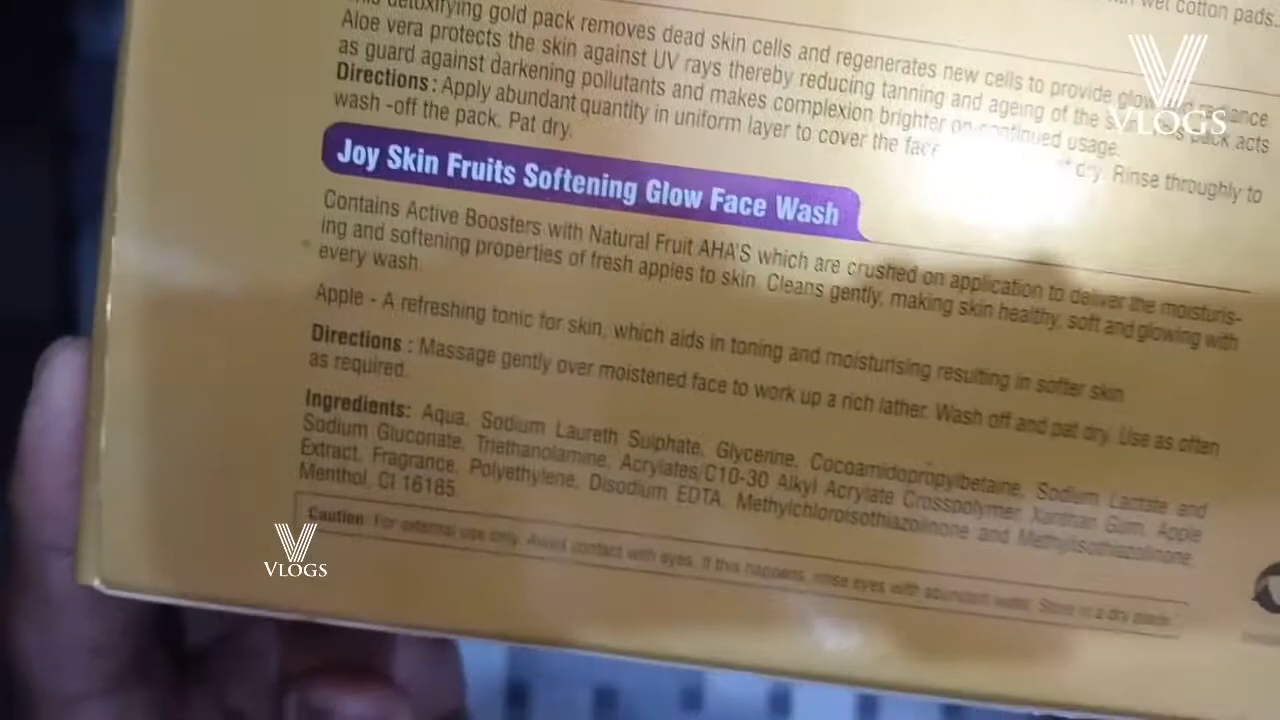 wet cotton pads.
detoxifying gold pack removes dead skin cells and regenerates new cells to provide glow and radiance
Aloe vera protects the skin against UV rays thereby reducing tanning and ageing of the pack acts
as guard against darkening pollutants and makes complexion brighter on continued usage.
Directions : Apply abundant quantity in uniform layer to cover the face dry. Rinse throughly to
wash -off the pack. Pat dry.
Joy Skin Fruits Softening Glow Face Wash
Contains Active Boosters with Natural Fruit AHA'S which are crushed on application to deliver the moisturis-
ing and softening properties of fresh apples to skin. Cleans gently, making skin healthy, soft and glowing with
every wash.
Apple - A refreshing tonic for skin, which aids in toning and moisturising resulting in softer skin
Directions : Massage gently over moistened face to work up a rich lather. Wash off and pat dry. Use as often
as required.
Ingredients: Aqua, Sodium Laureth Sulphate, Glycerine, Cocoamidopropylbetaine, Sodium Lactate and
Sodium Gluconate, Triethanolamine, Acrylates/C10-30 Alkyl Acrylate Crosspolymer, Xanthan Gum, Apple
Extract, Fragrance, Polyethylene, Disodium EDTA, Methylchloroisothiazolinone and Methylisothiazolinone,
Menthol, CI 16185.
Caution: For external use only. Avoid contact with eyes. If this happens, rinse eyes with abundant water. Store in a dry place.
VLOGS
VLOGS